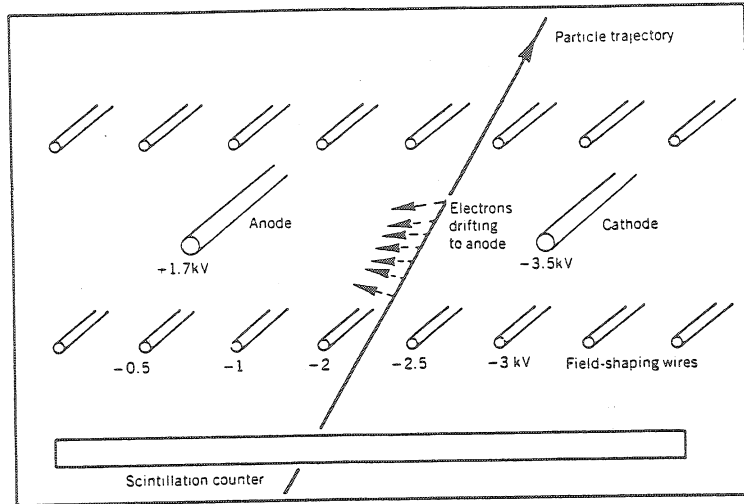 Particle trajectory
Anode
Electrons
drifting
to anode
Cathode
+1.7kV
−3.5kV
−0.5
−1
−2
−2.5
−3 kV
Field-shaping wires
Scintillation counter